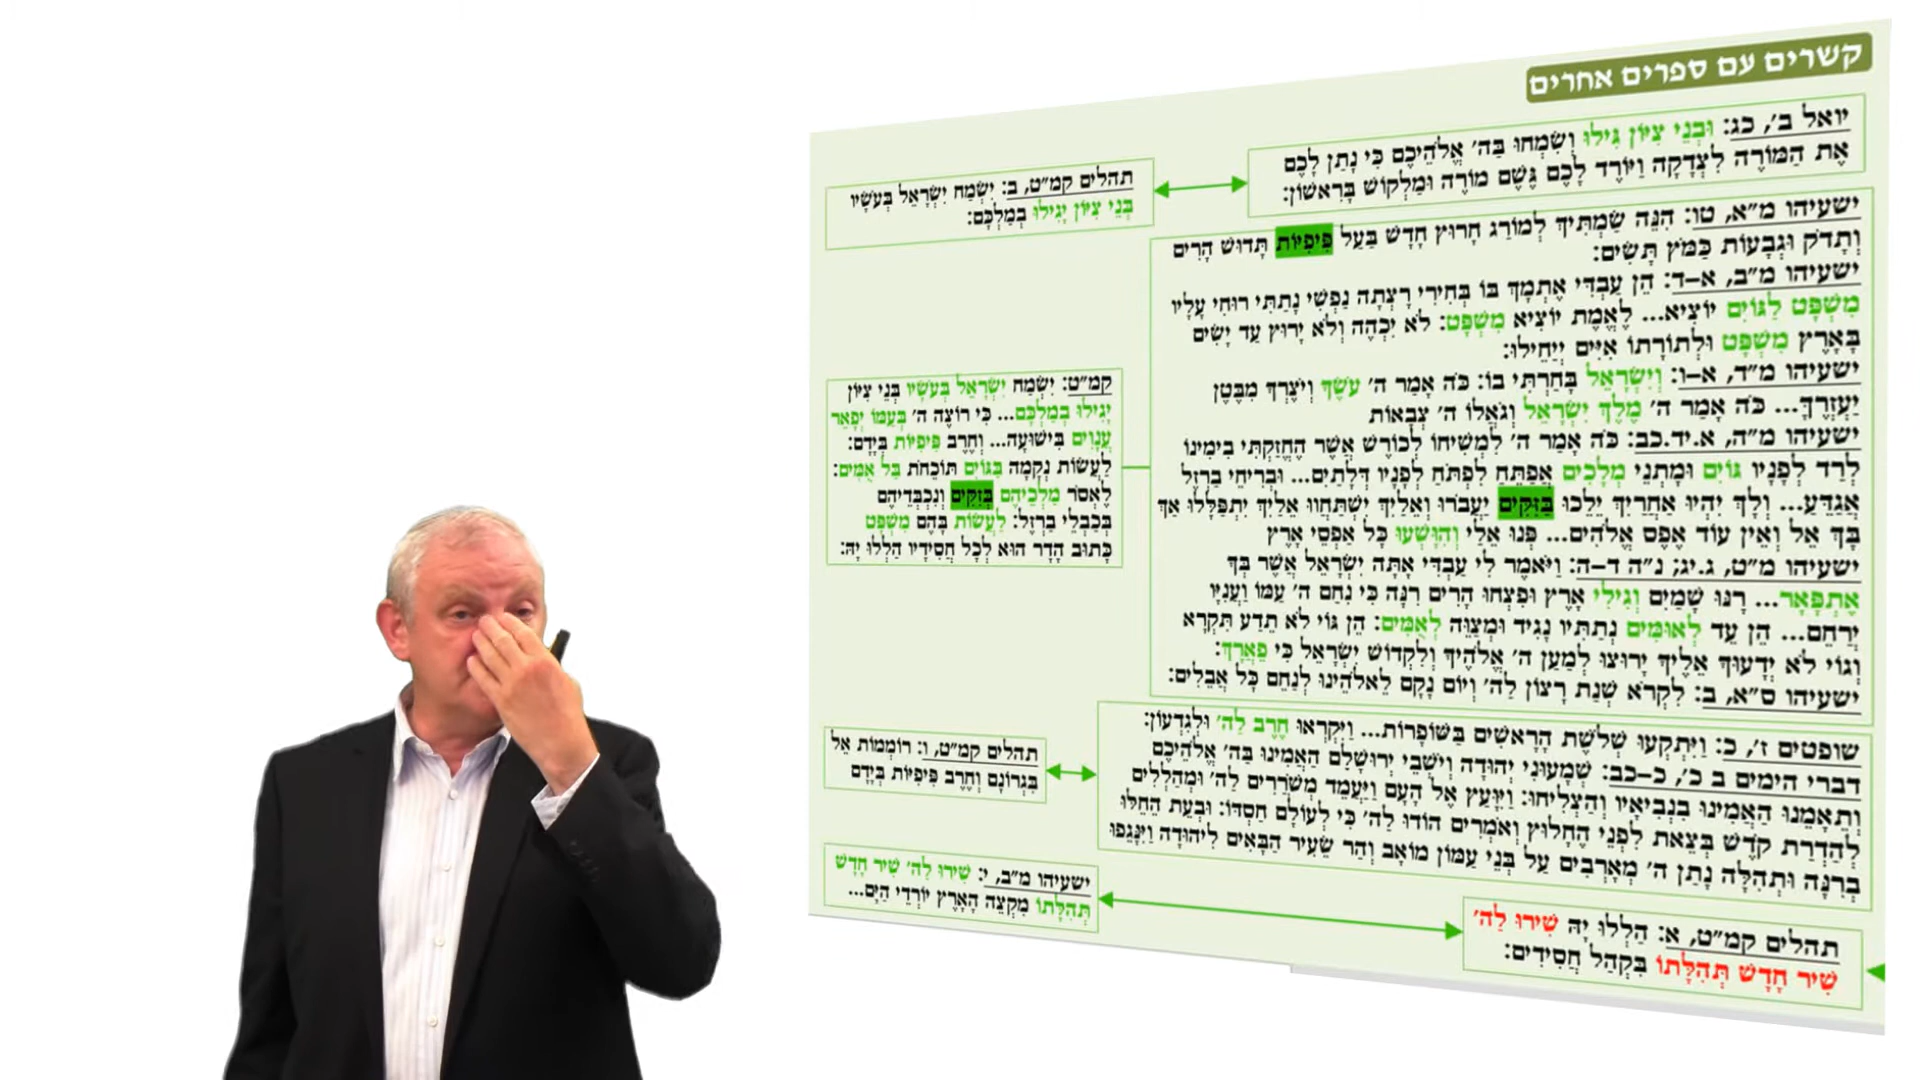 קשרים עם ספרים אחרים
יואל ב׳, כג: וּבְנֵי צִיּוֹן גִּילוּ וְשִׂמְחוּ בַּה׳ אֱלֹהֵיכֶם כִּי נָתַן לָכֶם
אֶת הַמּוֹרֶה לִצְדָקָה וַיּוֹרֶד לָכֶם גֶּשֶׁם מוֹרֶה וּמַלְקוֹשׁ בָּרִאשׁוֹן:
תהלים קמ״ט, ב: יִשְׂמַח יִשְׂרָאֵל בְּעֹשָׂיו
בְּנֵי צִיּוֹן יָגִילוּ בְמַלְכָּם:
ישעיהו מ״א, טו: הִנֵּה שַׂמְתִּיךְ לְמוֹרַג חָרוּץ חָדָשׁ בַּעַל פִּיפִיּוֹת תָּדוּשׁ הָרִים
וְתָדֹק וּגְבָעוֹת כַּמֹּץ תָּשִׂים:
ישעיהו מ״ב, א–ד: הֵן עַבְדִּי אֶתְמָךְ בּוֹ בְּחִירִי רָצְתָה נַפְשִׁי נָתַתִּי רוּחִי עָלָיו
מִשְׁפָּט לַגּוֹיִם יוֹצִיא... לֶאֱמֶת יוֹצִיא מִשְׁפָּט: לֹא יִכְהֶה וְלֹא יָרוּץ עַד יָשִׂים
בָּאָרֶץ מִשְׁפָּט וּלְתוֹרָתוֹ אִיִּים יְיַחֵילוּ:
ישעיהו מ״ד, א–ו: וְיִשְׂרָאֵל בָּחַרְתִּי בוֹ: כֹּה אָמַר ה׳ עֹשֶׂךָ וְיֹצֶרְךָ מִבֶּטֶן
יַעְזְרֶךָּ... כֹּה אָמַר ה׳ מֶלֶךְ יִשְׂרָאֵל וְגֹאֲלוֹ ה׳ צְבָאוֹת
ישעיהו מ״ה, א.יד.כב: כֹּה אָמַר ה׳ לִמְשִׁיחוֹ לְכוֹרֶשׁ אֲשֶׁר הֶחֱזַקְתִּי בִימִינוֹ
לְרַד לְפָנָיו גּוֹיִם וּמָתְנֵי מְלָכִים אֲפַתֵּחַ לִפְתֹּחַ לְפָנָיו דְּלָתַיִם... וּבְרִיחֵי בַרְזֶל
אֲגַדֵּעַ... וְלָךְ יִהְיוּ אַחֲרַיִךְ יֵלֵכוּ בַּזִּקִּים יַעֲבֹרוּ וְאֵלַיִךְ יִשְׁתַּחֲווּ אֵלַיִךְ יִתְפַּלָּלוּ אַךְ
בָּךְ אֵל וְאֵין עוֹד אֶפֶס אֱלֹהִים... פְּנוּ אֵלַי וְהִוָּשְׁעוּ כָּל אַפְסֵי אָרֶץ
ישעיהו מ״ט, ג.יג; נ״ה ד–ה: וַיֹּאמֶר לִי עַבְדִּי אָתָּה יִשְׂרָאֵל אֲשֶׁר בְּךָ
אֶתְפָּאָר... רָנּוּ שָׁמַיִם וְגִילִי אָרֶץ וּפִצְחוּ הָרִים רִנָּה כִּי נִחַם ה׳ עַמּוֹ וַעֲנִיָּו
יְרַחֵם... הֵן עֵד לְאוּמִּים נְתַתִּיו נָגִיד וּמְצַוֵּה לְאֻמִּים: הֵן גּוֹי לֹא תֵדַע תִּקְרָא
וְגוֹי לֹא יְדָעוּךָ אֵלֶיךָ יָרוּצוּ לְמַעַן ה׳ אֱלֹהֶיךָ וְלִקְדוֹשׁ יִשְׂרָאֵל כִּי פֵאֲרָךְ:
ישעיהו ס״א, ב: לִקְרֹא שְׁנַת רָצוֹן לַה׳ וְיוֹם נָקָם לֵאלֹהֵינוּ לְנַחֵם כָּל אֲבֵלִים:
קמ״ט: יִשְׂמַח יִשְׂרָאֵל בְּעֹשָׂיו בְּנֵי צִיּוֹן
יָגִילוּ בְמַלְכָּם... כִּי רוֹצֶה ה׳ בְּעַמּוֹ יְפָאֵר
עֲנָוִים בִּישׁוּעָה... וְחֶרֶב פִּיפִיּוֹת בְּיָדָם:
לַעֲשׂוֹת נְקָמָה בַּגּוֹיִם תּוֹכֵחֹת בַּל אֻמִּים:
לֶאְסֹר מַלְכֵיהֶם בְּזִקִּים וְנִכְבְּדֵיהֶם
בְּכַבְלֵי בַרְזֶל: לַעֲשׂוֹת בָּהֶם מִשְׁפָּט
כָּתוּב הָדָר הוּא לְכָל חֲסִידָיו הַלְלוּ יָהּ:
שופטים ז׳, כ: וַיִּתְקְעוּ שְׁלֹשֶׁת הָרָאשִׁים בַּשּׁוֹפָרוֹת... וַיִּקְרְאוּ חֶרֶב לַה׳ וּלְגִדְעוֹן:
דברי הימים ב כ׳, כ–כב: שְׁמָעוּנִי יְהוּדָה וְיֹשְׁבֵי יְרוּשָׁלִַם הַאֲמִינוּ בַּה׳ אֱלֹהֵיכֶם
וְתֵאָמֵנוּ הַאֲמִינוּ בִנְבִיאָיו וְהַצְלִיחוּ: וַיִּוָּעַץ אֶל הָעָם וַיַּעֲמֵד מְשֹׁרֲרִים לַה׳ וּמְהַלְלִים
לְהַדְרַת קֹדֶשׁ בְּצֵאת לִפְנֵי הֶחָלוּץ וְאֹמְרִים הוֹדוּ לַה׳ כִּי לְעוֹלָם חַסְדּוֹ: וּבְעֵת הֵחֵלּוּ
בְרִנָּה וּתְהִלָּה נָתַן ה׳ מְאָרְבִים עַל בְּנֵי עַמּוֹן מוֹאָב וְהַר שֵׂעִיר הַבָּאִים לִיהוּדָה וַיִּנָּגֵפוּ
תהלים קמ״ט, ו: רוֹמְמוֹת אֵל
בִּגְרוֹנָם וְחֶרֶב פִּיפִיּוֹת בְּיָדָם
ישעיהו מ״ב, י: שִׁירוּ לַה׳ שִׁיר חָדָשׁ
תְּהִלָּתוֹ מִקְצֵה הָאָרֶץ יוֹרְדֵי הַיָּם...
תהלים קמ״ט, א: הַלְלוּ יָהּ שִׁירוּ לַה׳
שִׁיר חָדָשׁ תְּהִלָּתוֹ בִּקְהַל חֲסִידִים: